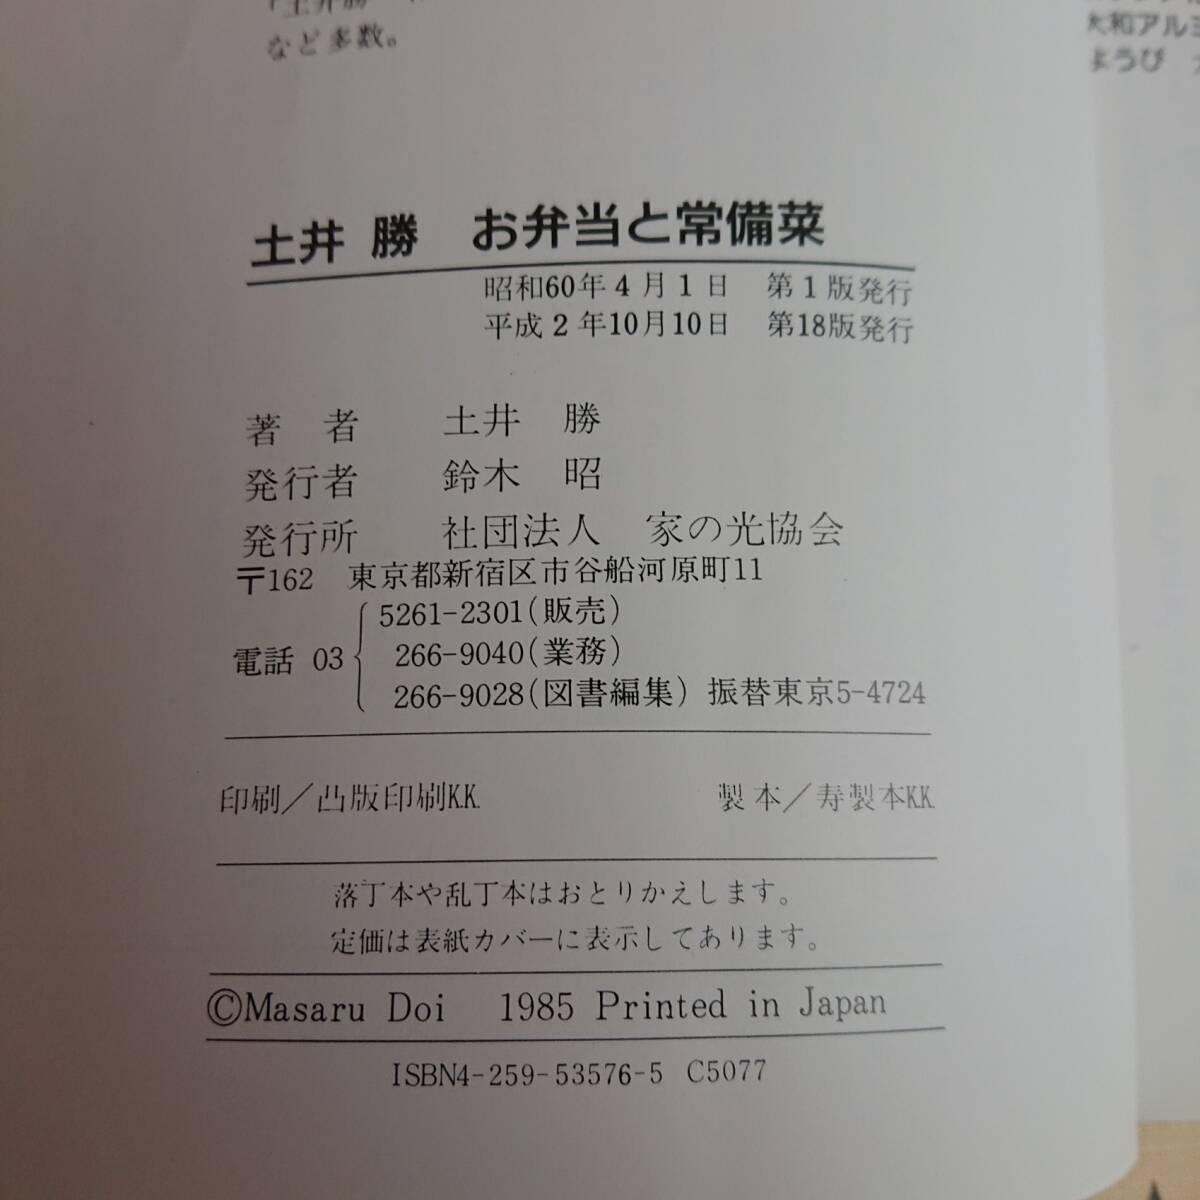 など多数。
大和アルミ
ようび
土井 勝　お弁当と常備菜
昭和60年4月1日　第1版発行
平成2年10月10日　第18版発行
著　者　土井　勝
発行者　鈴木　昭
発行所　社団法人　家の光協会
〒162　東京都新宿区市谷船河原町11
電話 03
5261-2301(販売)
266-9040(業務)
266-9028(図書編集) 振替東京5-4724
印刷／凸版印刷K.K.　製本／寿製本K.K.
落丁本や乱丁本はおとりかえします。
定価は表紙カバーに表示してあります。
©Masaru Doi 1985 Printed in Japan
ISBN4-259-53576-5 C5077